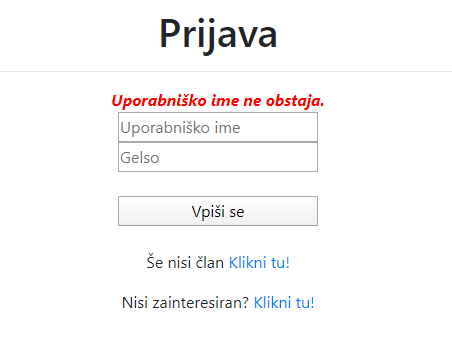 Prijava
Uporabniško ime ne obstaja.
Uporabniško ime
Gelso
Vpiši se
Še nisi član Klikni tu!
Nisi zainteresiran? Klikni tu!